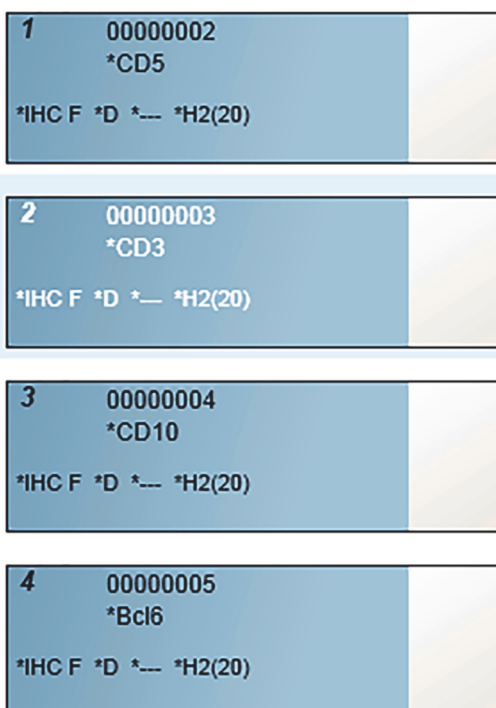 1 00000002
*CD5
*IHC F *D *--- *H2(20)
2 00000003
*CD3
*IHC F *D *--- *H2(20)
3 00000004
*CD10
*IHC F *D *--- *H2(20)
4 00000005
*Bcl6
*IHC F *D *--- *H2(20)